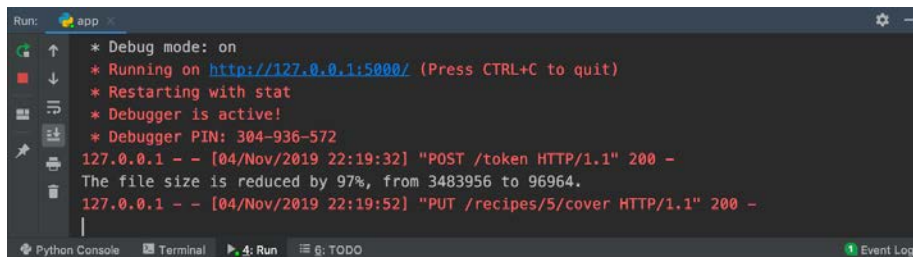 Run: app
* Debug mode: on
* Running on http://127.0.0.1:5000/ (Press CTRL+C to quit)
* Restarting with stat
* Debugger is active!
* Debugger PIN: 304-936-572
127.0.0.1 - - [04/Nov/2019 22:19:32] "POST /token HTTP/1.1" 200 -
The file size is reduced by 97%, from 3483956 to 96964.
127.0.0.1 - - [04/Nov/2019 22:19:52] "PUT /recipes/5/cover HTTP/1.1" 200 -
Python Console Terminal 4: Run 6: TODO 1 Event Log